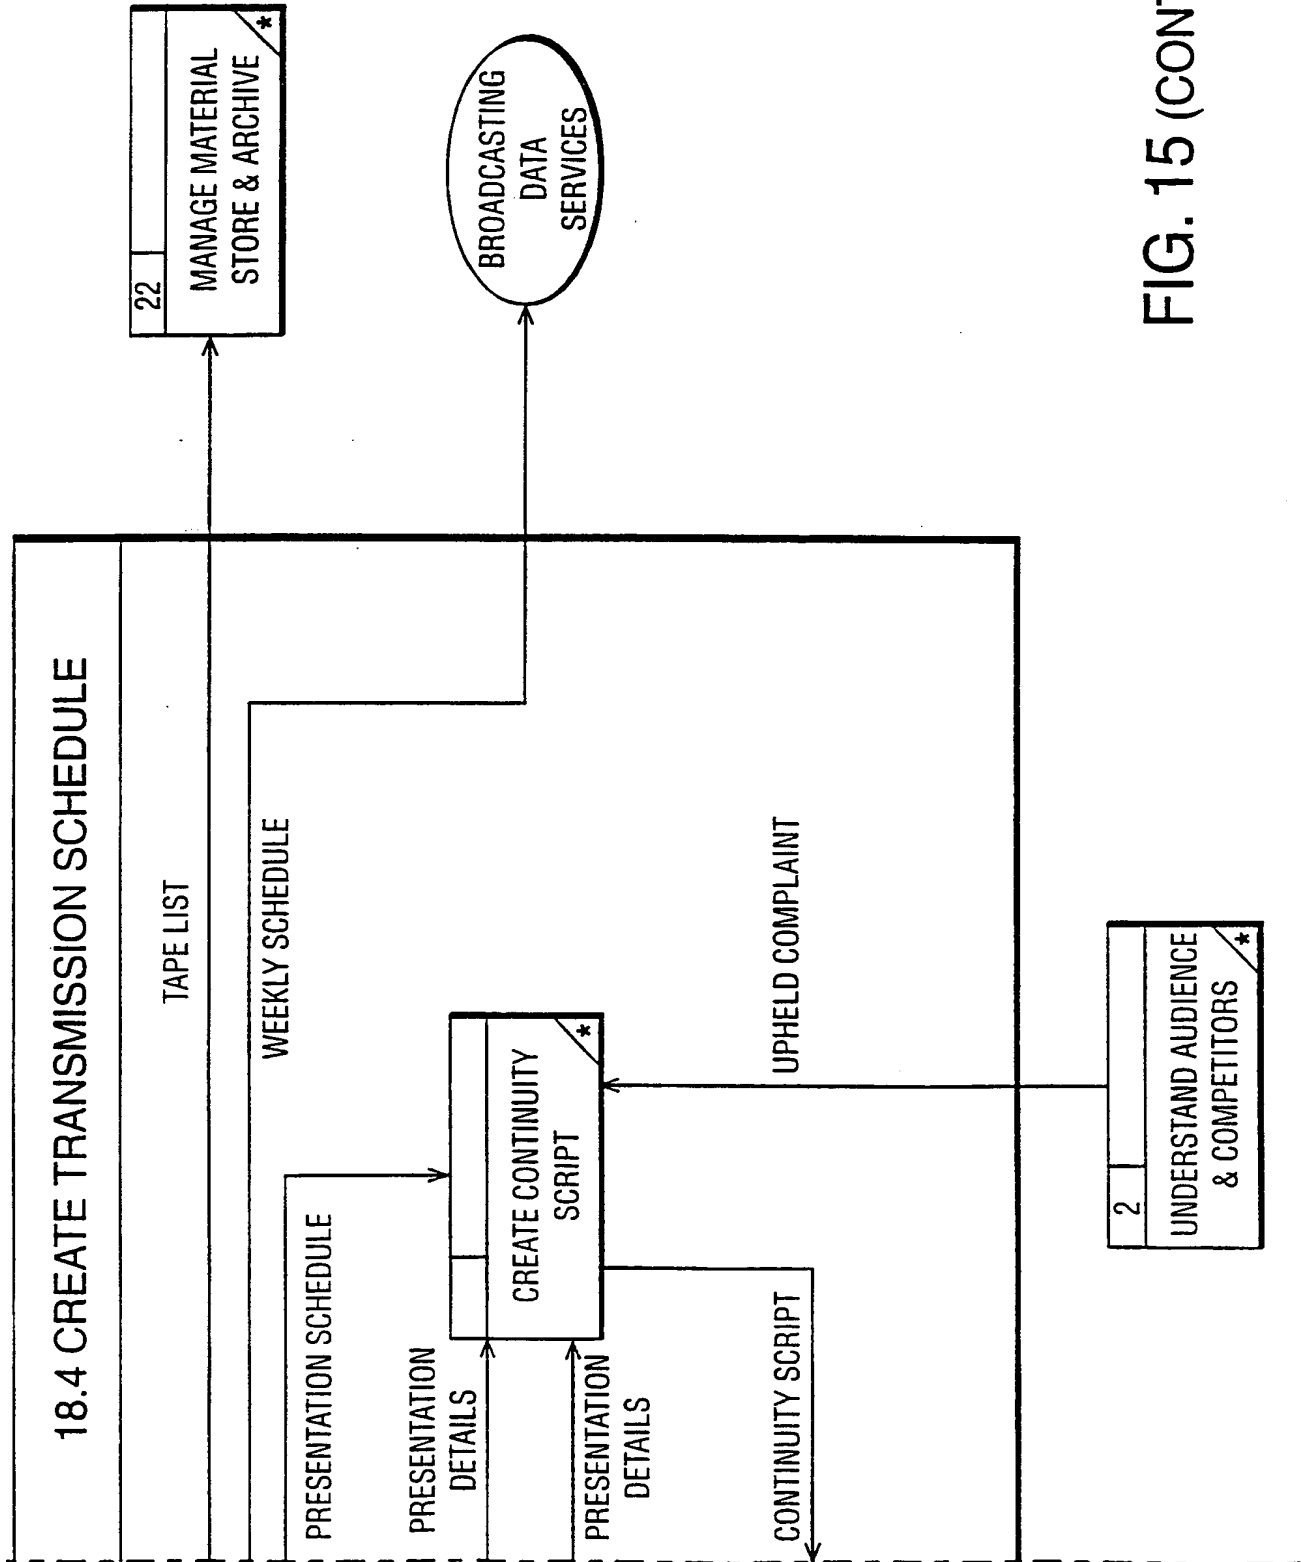 18.4 CREATE TRANSMISSION SCHEDULE
TAPE LIST
22
MANAGE MATERIAL
STORE & ARCHIVE
*
WEEKLY SCHEDULE
BROADCASTING
DATA
SERVICES
PRESENTATION SCHEDULE
PRESENTATION
DETAILS
CREATE CONTINUITY
SCRIPT
*
PRESENTATION
DETAILS
UPHELD COMPLAINT
CONTINUITY SCRIPT
2
UNDERSTAND AUDIENCE
& COMPETITORS
*
FIG. 15 (CONT